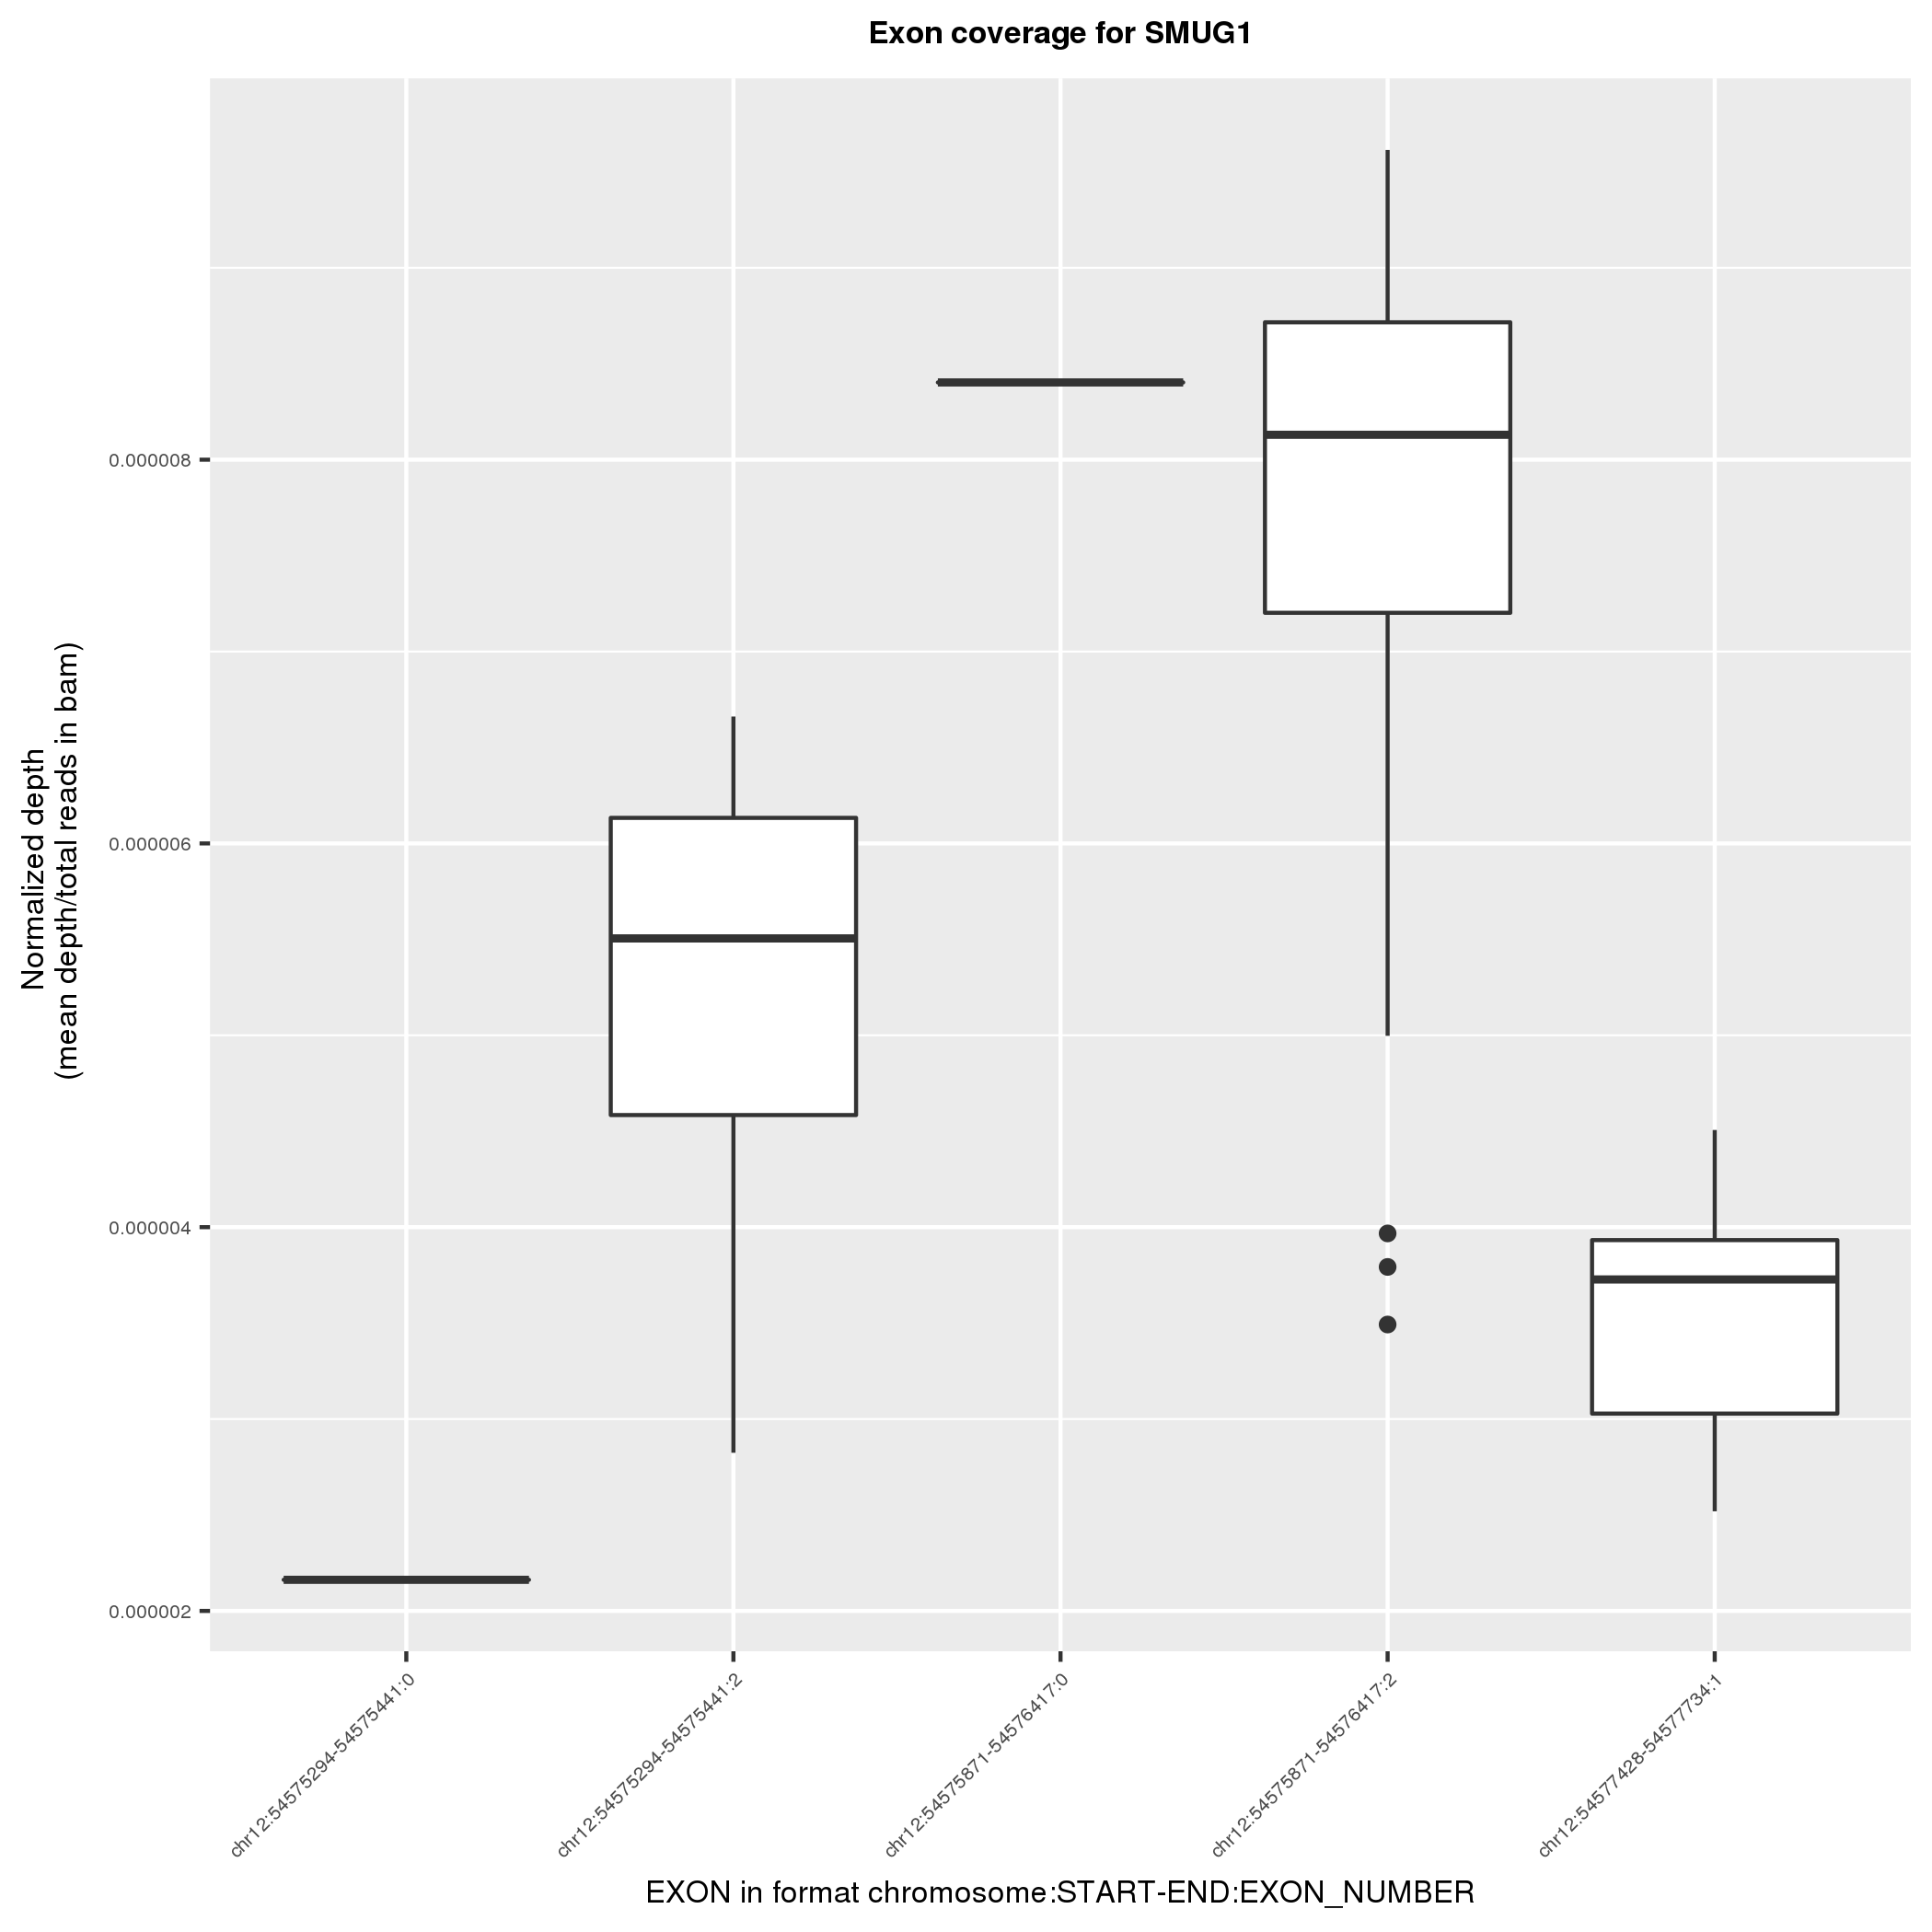 Exon coverage for SMUG1
Normalized depth
(mean depth/total reads in bam)
0.000008
0.000006
0.000004
0.000002
chr12:54575294-54575441:0
chr12:54575294-54575441:2
chr12:54575871-54576417:0
chr12:54575871-54576417:2
chr12:54577428-54577734:1
EXON in format chromosome:START-END:EXON_NUMBER